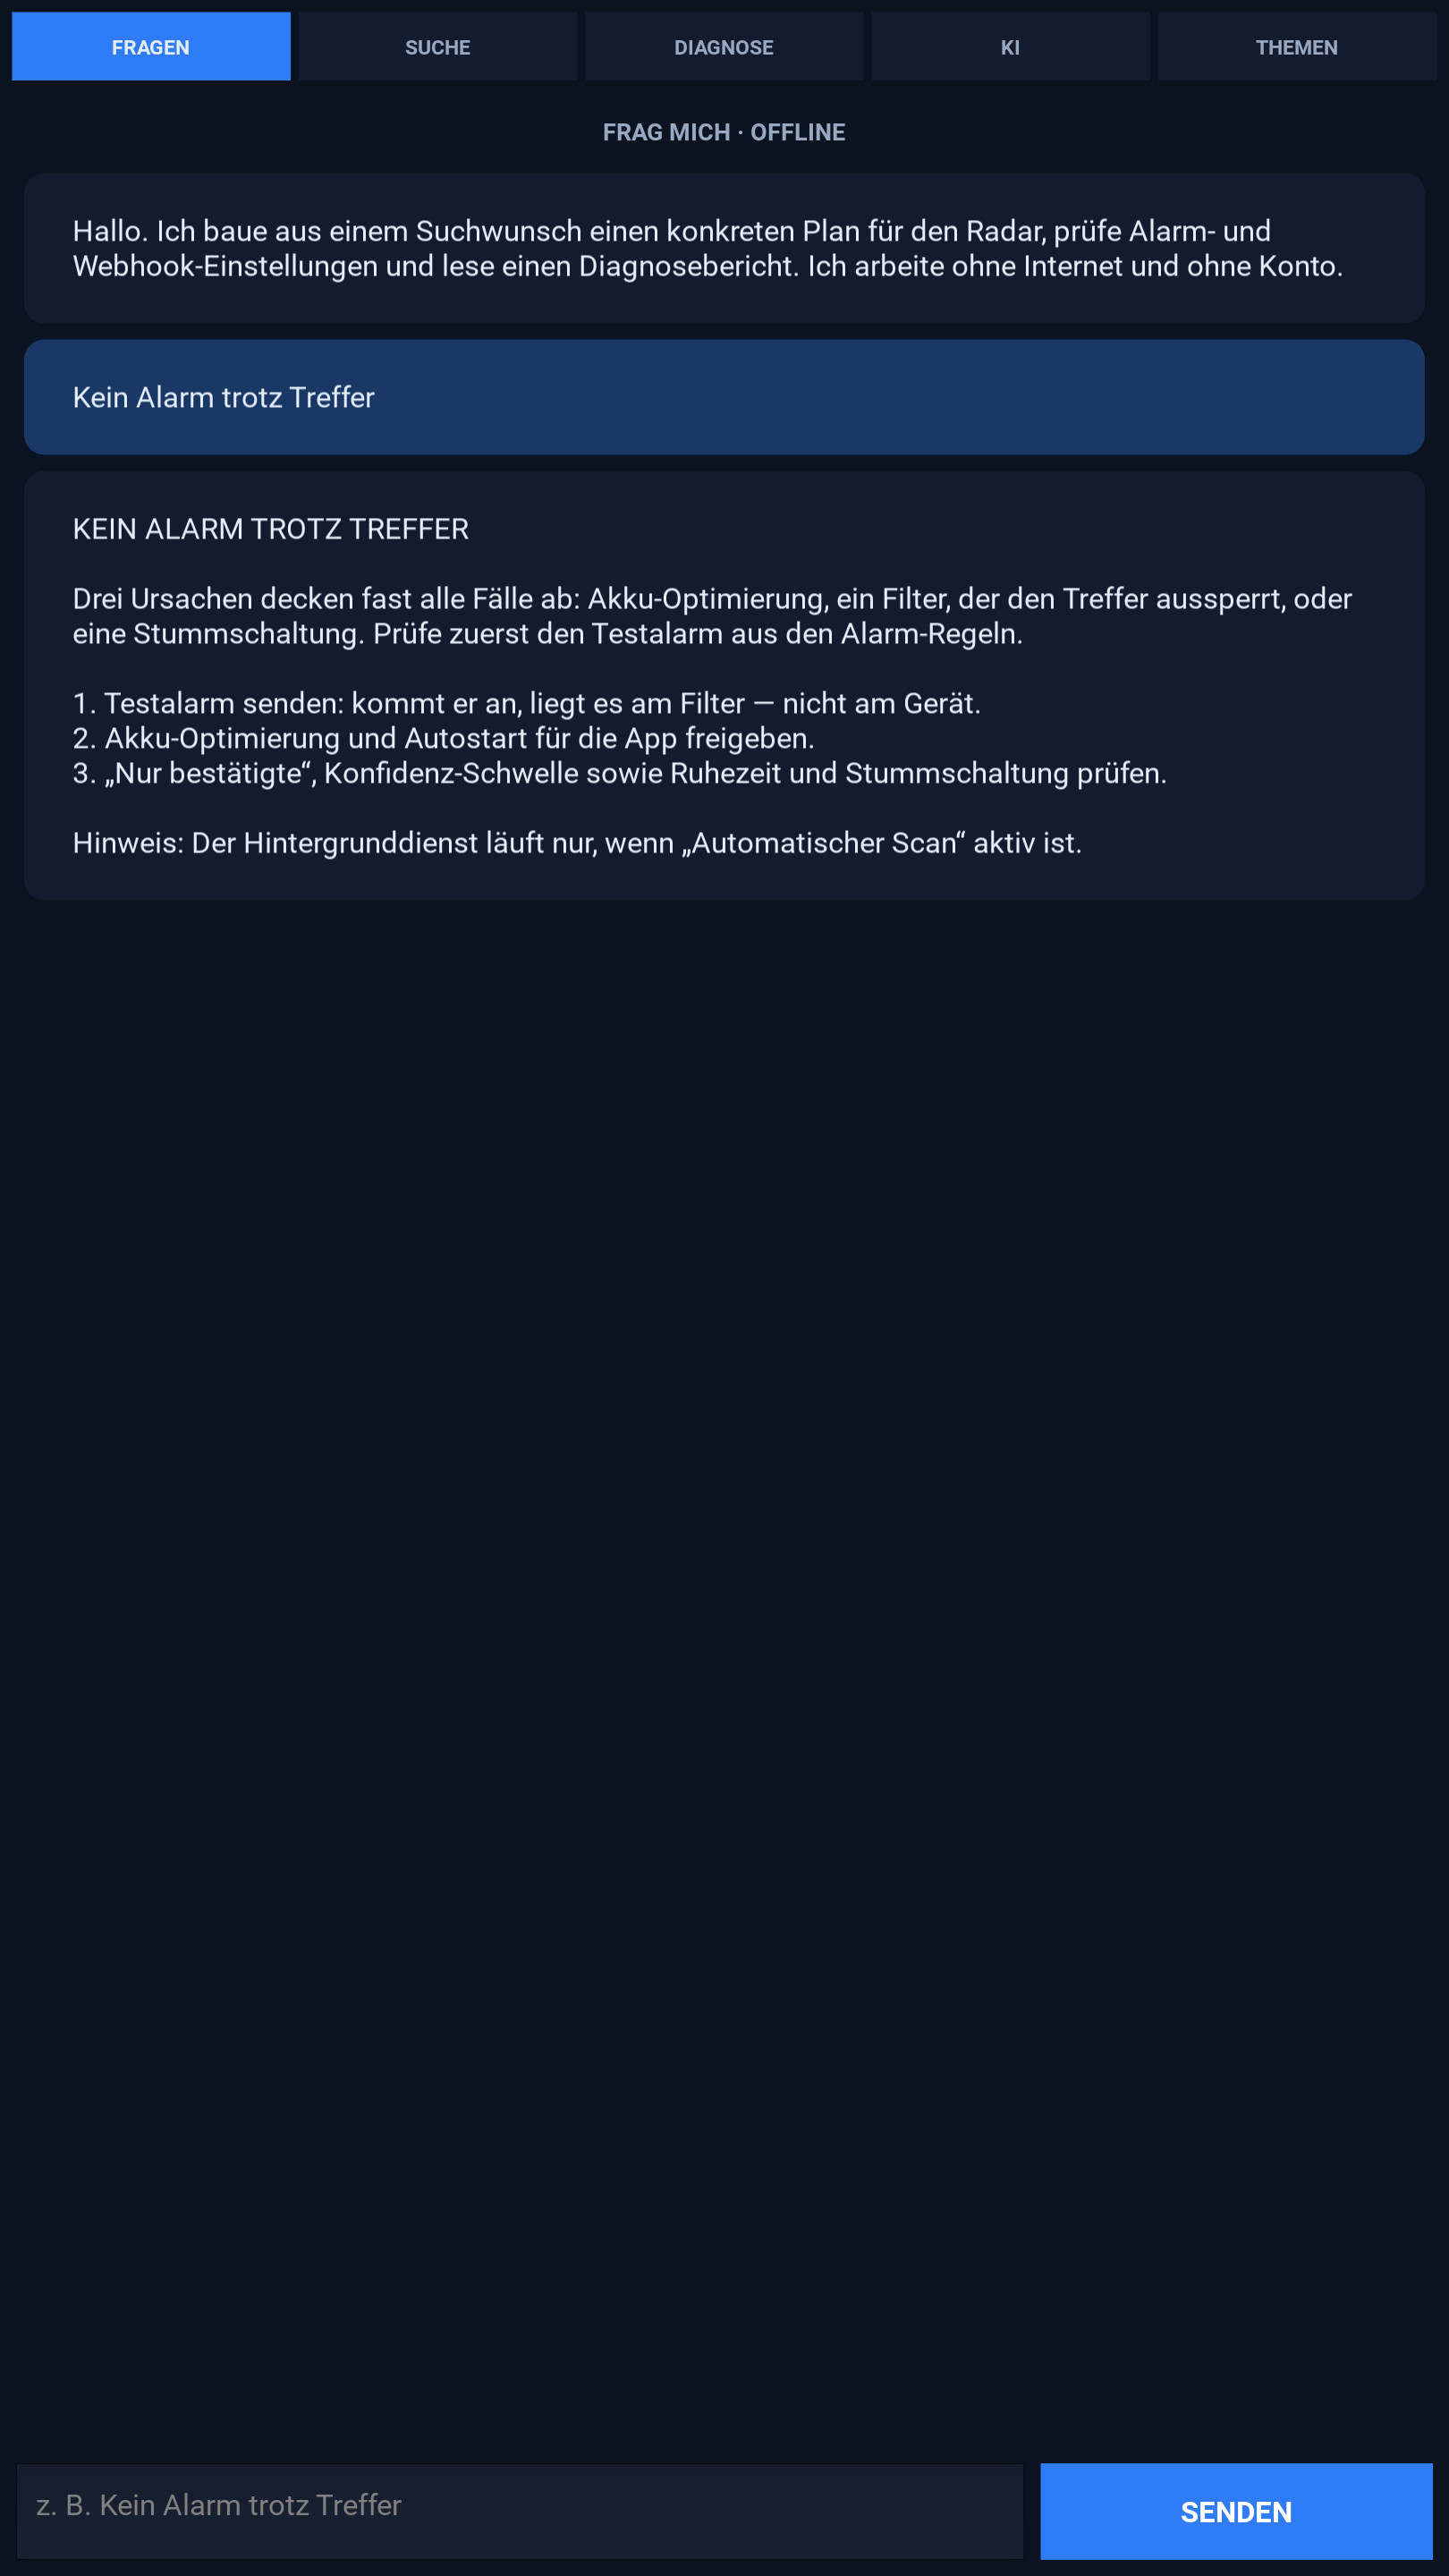 FRAGEN
SUCHE
DIAGNOSE
KI
THEMEN
FRAG MICH · OFFLINE
Hallo. Ich baue aus einem Suchwunsch einen konkreten Plan für den Radar, prüfe Alarm- und
Webhook-Einstellungen und lese einen Diagnosebericht. Ich arbeite ohne Internet und ohne Konto.
Kein Alarm trotz Treffer
KEIN ALARM TROTZ TREFFER
Drei Ursachen decken fast alle Fälle ab: Akku-Optimierung, ein Filter, der den Treffer aussperrt, oder
eine Stummschaltung. Prüfe zuerst den Testalarm aus den Alarm-Regeln.
1. Testalarm senden: kommt er an, liegt es am Filter — nicht am Gerät.
2. Akku-Optimierung und Autostart für die App freigeben.
3. „Nur bestätigte“, Konfidenz-Schwelle sowie Ruhezeit und Stummschaltung prüfen.
Hinweis: Der Hintergrunddienst läuft nur, wenn „Automatischer Scan“ aktiv ist.
z. B. Kein Alarm trotz Treffer
SENDEN